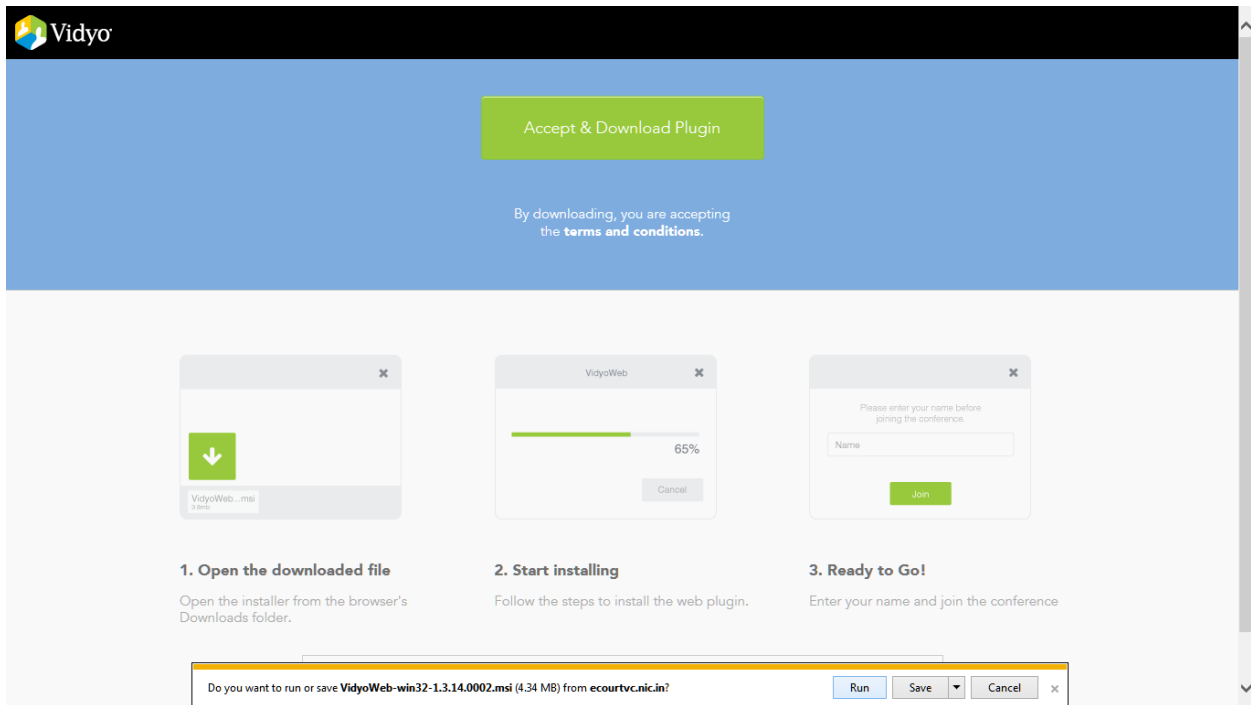 Vidyo
Accept & Download Plugin
By downloading, you are accepting
the terms and conditions.
VidyoWeb...msi
3.8mb
VidyoWeb
65%
Cancel
Please enter your name before
joining the conference.
Name
Join
1. Open the downloaded file
Open the installer from the browser's
Downloads folder.
2. Start installing
Follow the steps to install the web plugin.
3. Ready to Go!
Enter your name and join the conference
Do you want to run or save VidyoWeb-win32-1.3.14.0002.msi (4.34 MB) from ecourtvc.nic.in?
Run
Save
Cancel